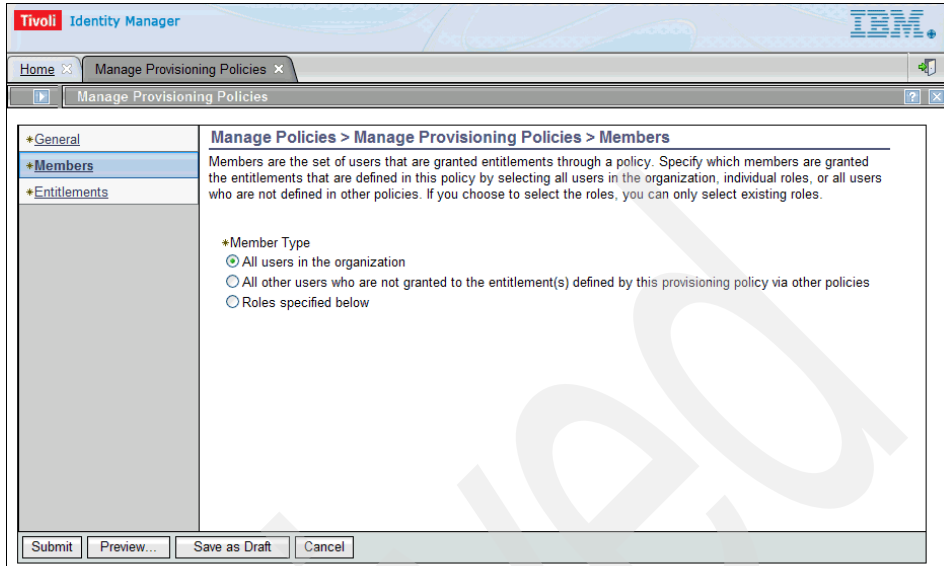 Tivoli Identity Manager
IBM.
Home Manage Provisioning Policies
Manage Provisioning Policies
*General
*Members
*Entitlements
Manage Policies > Manage Provisioning Policies > Members
Members are the set of users that are granted entitlements through a policy. Specify which members are granted
the entitlements that are defined in this policy by selecting all users in the organization, individual roles, or all users
who are not defined in other policies. If you choose to select the roles, you can only select existing roles.
*Member Type
All users in the organization
All other users who are not granted to the entitlement(s) defined by this provisioning policy via other policies
Roles specified below
Submit Preview... Save as Draft Cancel